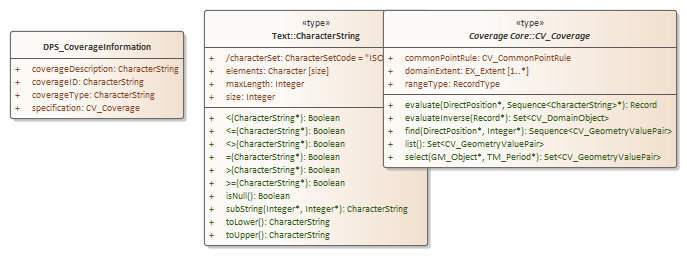 DPS_CoverageInformation
+ coverageDescription: CharacterString
+ coverageID: CharacterString
+ coverageType: CharacterString
+ specification: CV_Coverage
«type»
Text::CharacterString
+ /characterSet: CharacterSetCode = "ISO
+ elements: Character [size]
+ maxLength: Integer
+ size: Integer
+ <(CharacterString*): Boolean
+ <=(CharacterString*): Boolean
+ <>(CharacterString*): Boolean
+ =(CharacterString*): Boolean
+ >(CharacterString*): Boolean
+ >=(CharacterString*): Boolean
+ isNull(): Boolean
+ subString(Integer*, Integer*): CharacterString
+ toLower(): CharacterString
+ toUpper(): CharacterString
«type»
Coverage Core::CV_Coverage
+ commonPointRule: CV_CommonPointRule
+ domainExtent: EX_Extent [1..*]
+ rangeType: RecordType
+ evaluate(DirectPosition*, Sequence<CharacterString>*): Record
+ evaluateInverse(Record*): Set<CV_DomainObject>
+ find(DirectPosition*, Integer*): Sequence<CV_GeometryValuePair>
+ list(): Set<CV_GeometryValuePair>
+ select(GM_Object*, TM_Period*): Set<CV_GeometryValuePair>